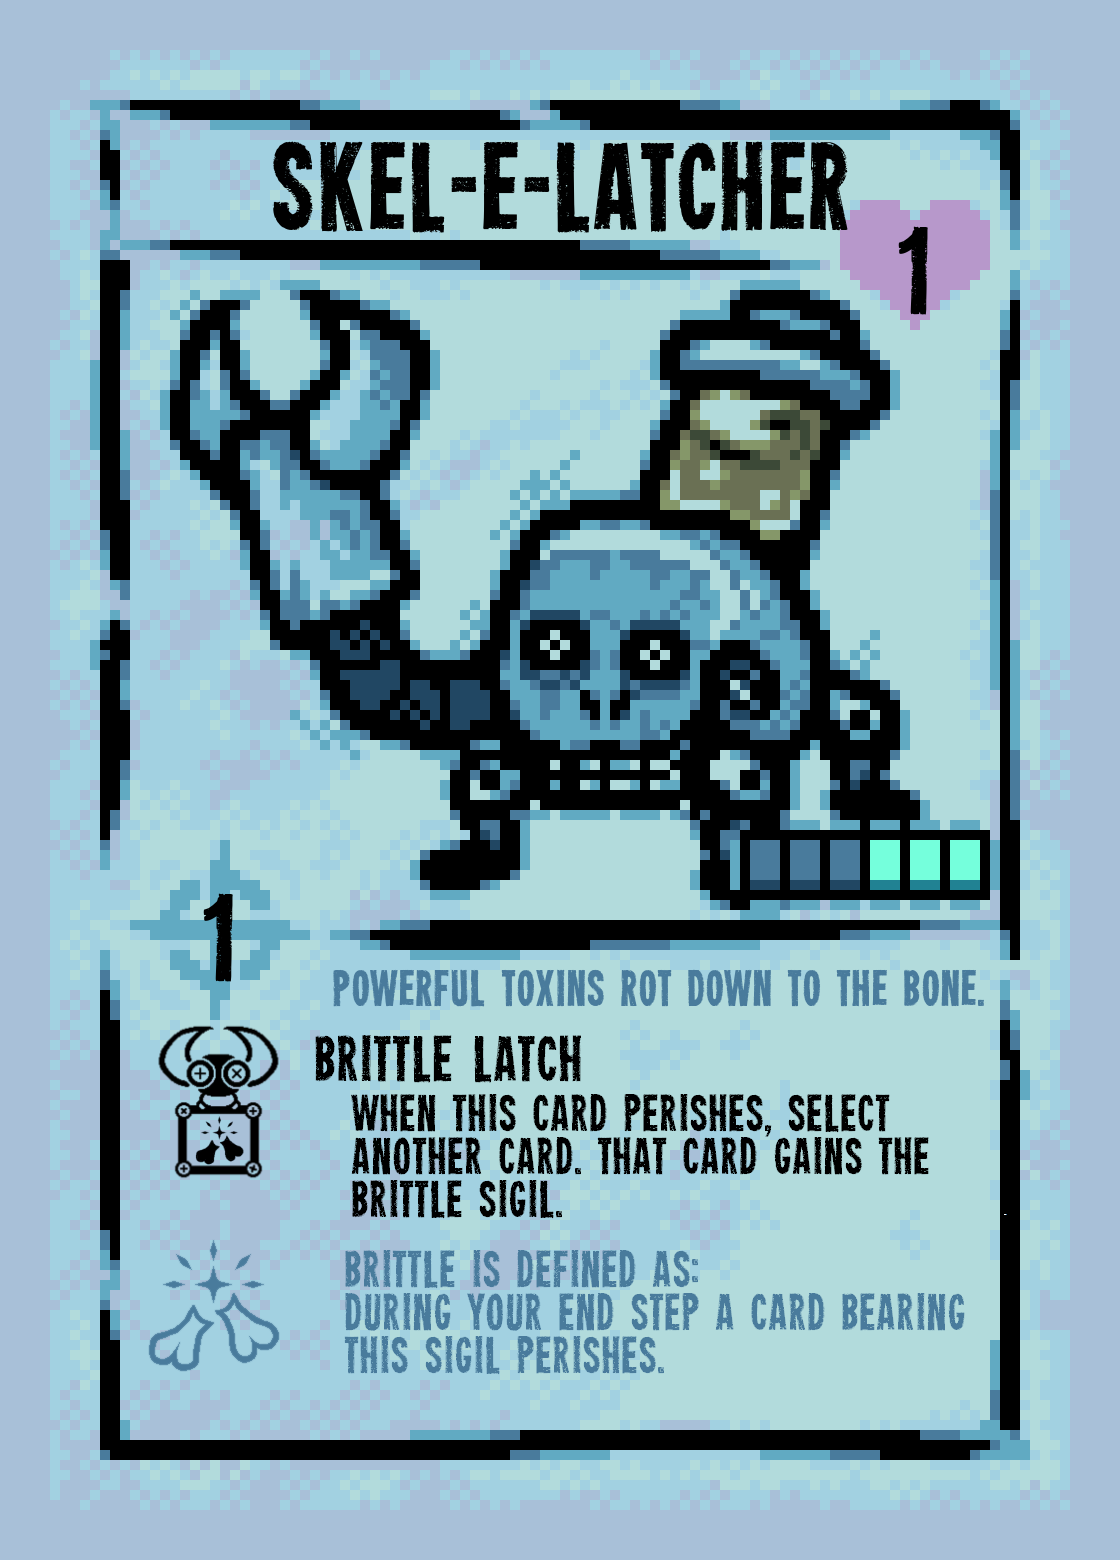 SKEL-E-LATCHER
1
1
POWERFUL TOXINS ROT DOWN TO THE BONE.
BRITTLE LATCH
WHEN THIS CARD PERISHES, SELECT
ANOTHER CARD. THAT CARD GAINS THE
BRITTLE SIGIL.
BRITTLE IS DEFINED AS:
DURING YOUR END STEP A CARD BEARING
THIS SIGIL PERISHES.